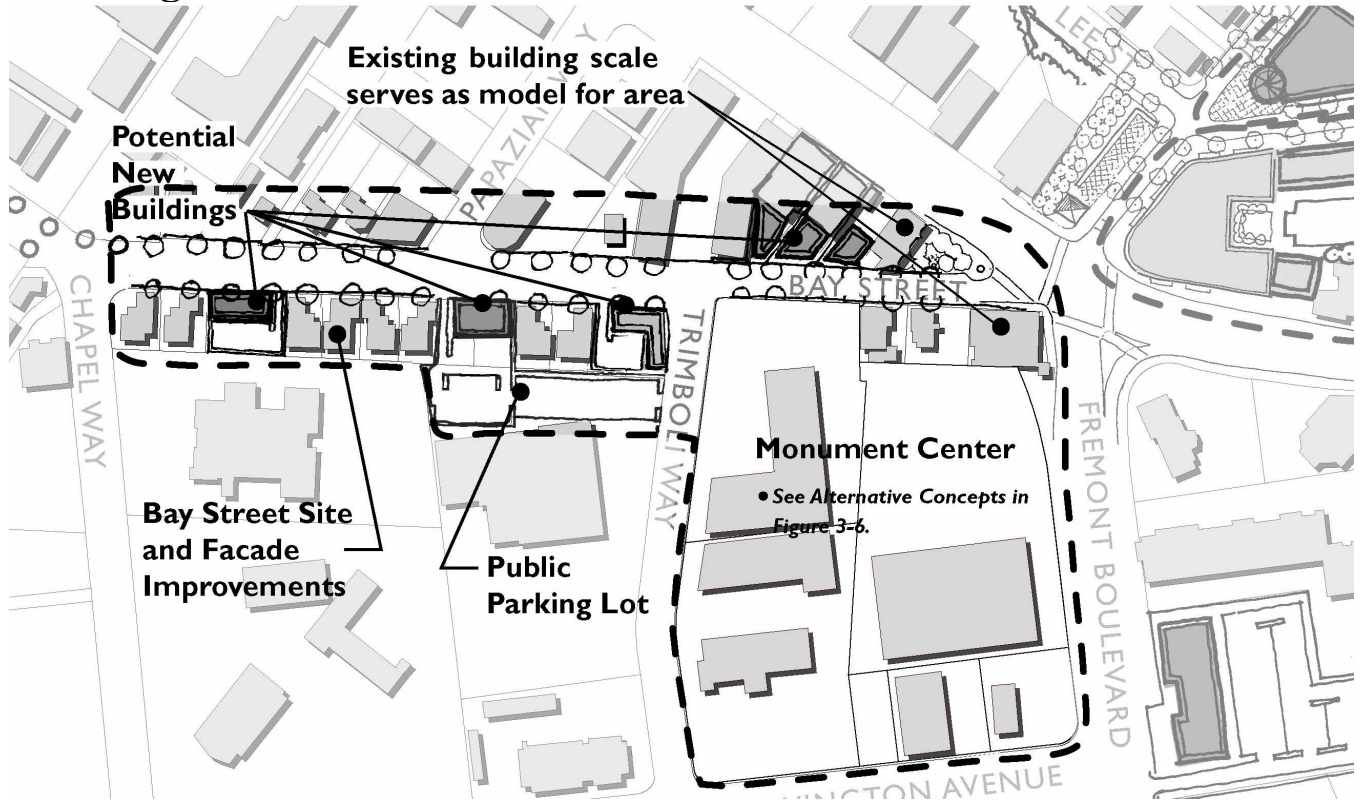 LEE ST
Existing building scale
serves as model for area
PAPAZIAN WAY
Potential
New
Buildings
BAY STREET
CHAPEL WAY
TRIMBOLI WAY
FREMONT BOULEVARD
Monument Center
• See Alternative Concepts in
Figure 3-6.
Bay Street Site
and Facade
Improvements
Public
Parking Lot
AVENUE